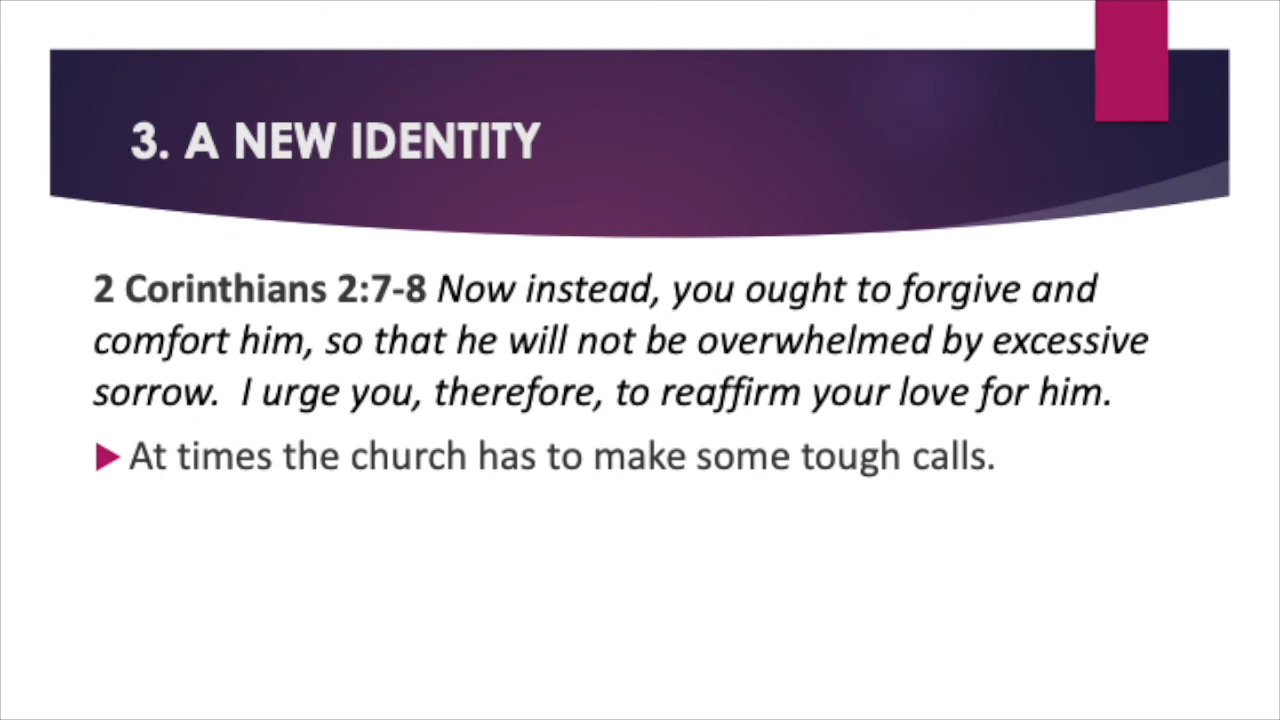 3. A NEW IDENTITY
2 Corinthians 2:7-8 Now instead, you ought to forgive and
comfort him, so that he will not be overwhelmed by excessive
sorrow.  I urge you, therefore, to reaffirm your love for him.
At times the church has to make some tough calls.